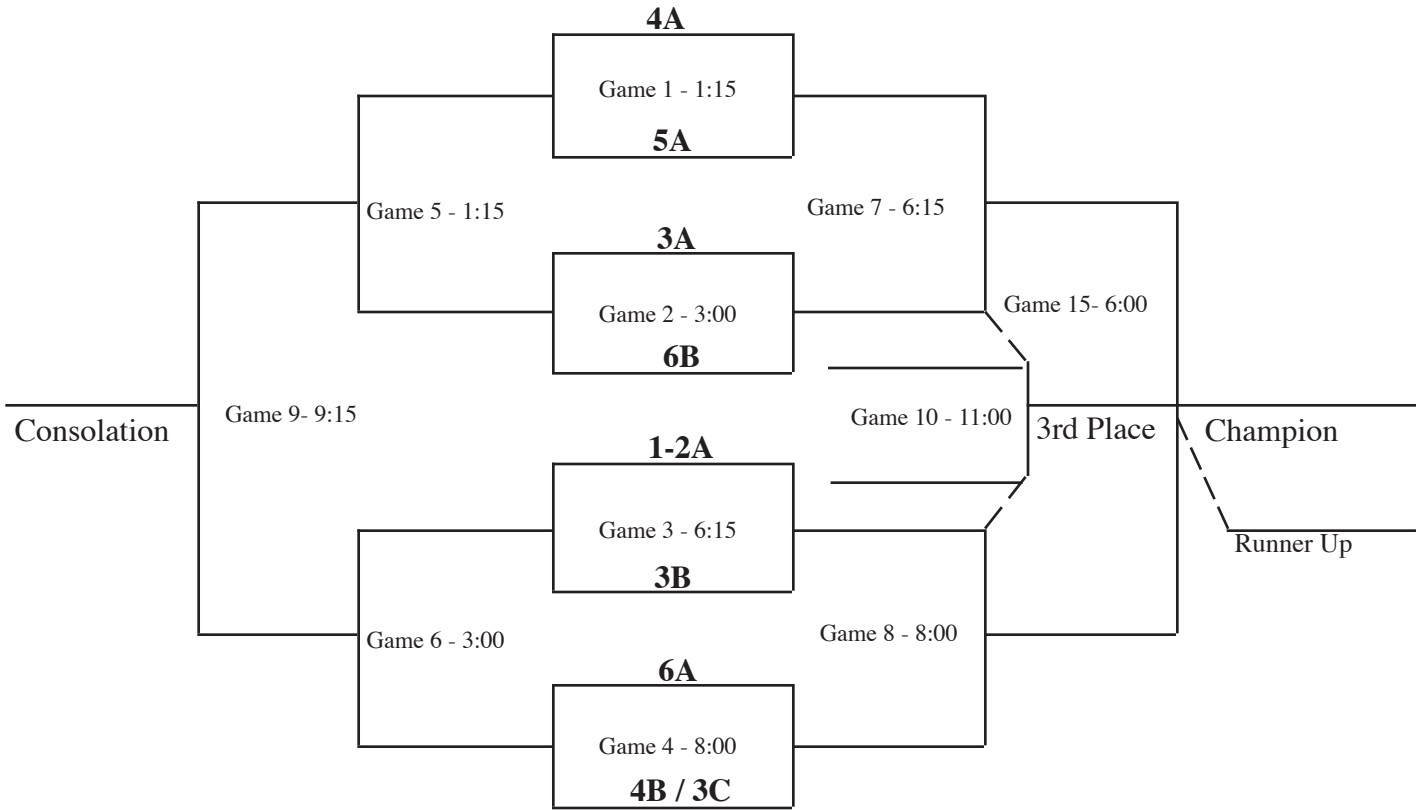 4A
Game 1 - 1:15
5A
Game 5 - 1:15
Game 7 - 6:15
3A
Game 2 - 3:00
6B
Game 15- 6:00
Game 9- 9:15
Game 10 - 11:00
Consolation
3rd Place
Champion
1-2A
Game 3 - 6:15
3B
Runner Up
Game 6 - 3:00
Game 8 - 8:00
6A
Game 4 - 8:00
4B / 3C